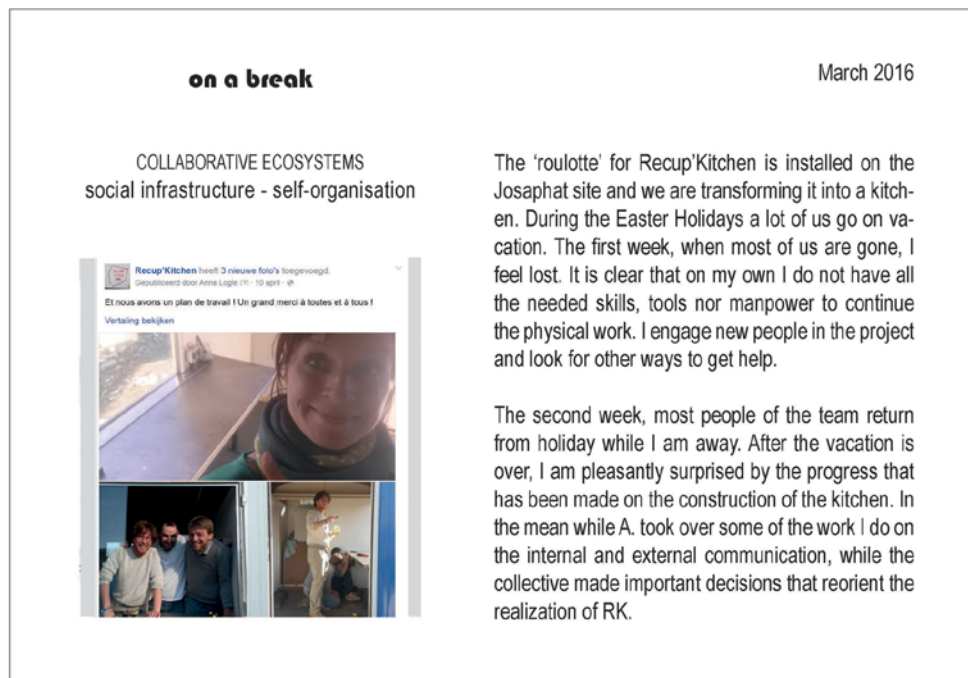 on a break
COLLABORATIVE ECOSYSTEMS
social infrastructure - self-organisation
Recup'Kitchen heeft 3 nieuwe foto's toegevoegd.
Gepubliceerd door Anna Logie [?] · 10 april ·
Et nous avons un plan de travail ! Un grand merci à toutes et à tous !
Vertaling bekijken
March 2016
The ‘roulotte’ for Recup’Kitchen is installed on the
Josaphat site and we are transforming it into a kitch-
en. During the Easter Holidays a lot of us go on va-
cation. The first week, when most of us are gone, I
feel lost. It is clear that on my own I do not have all
the needed skills, tools nor manpower to continue
the physical work. I engage new people in the project
and look for other ways to get help.
The second week, most people of the team return
from holiday while I am away. After the vacation is
over, I am pleasantly surprised by the progress that
has been made on the construction of the kitchen. In
the mean while A. took over some of the work I do on
the internal and external communication, while the
collective made important decisions that reorient the
realization of RK.